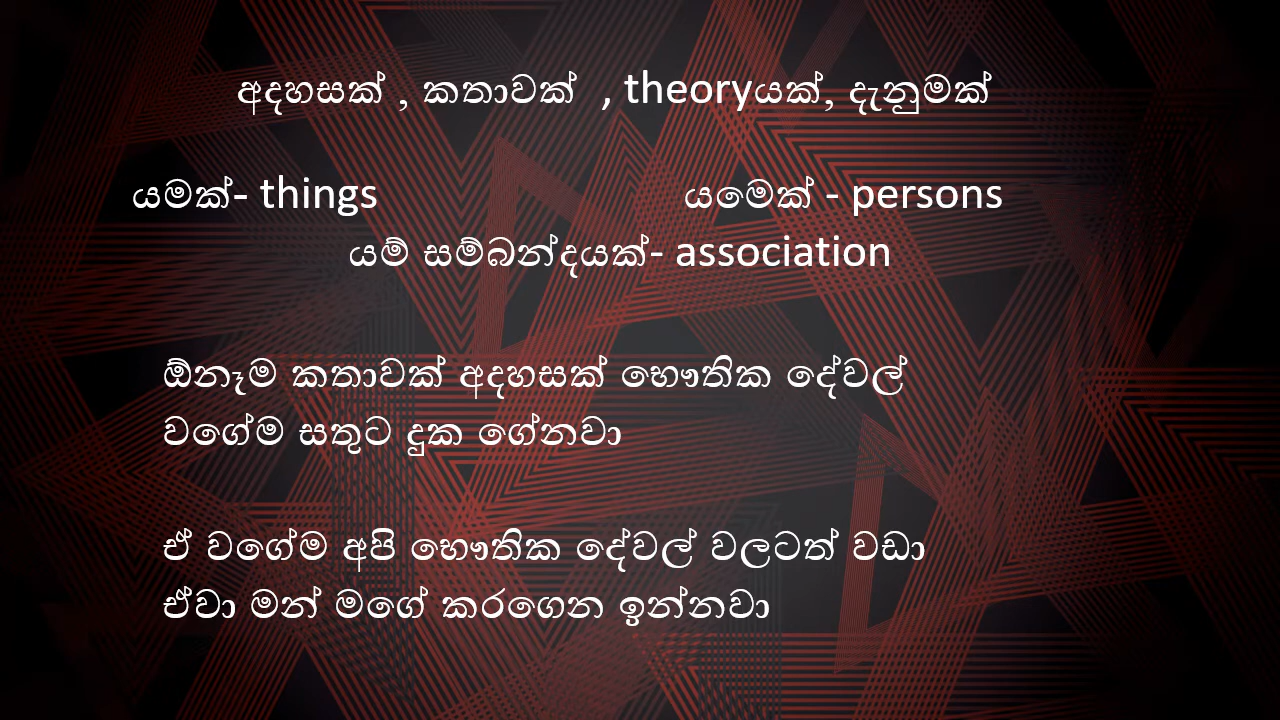 අදහසක් , කතාවක් , theoryයක්, දැනුමක්
යමක්- things යමෙක් - persons
යම් සම්බන්දයක්- association
ඕනෑම කතාවක් අදහසක් භෞතික දේවල්
වගේම සතුට දුක ගේනවා
ඒ වගේම අපි භෞතික දේවල් වලටත් වඩා
ඒවා මන් මගේ කරගෙන ඉන්නවා